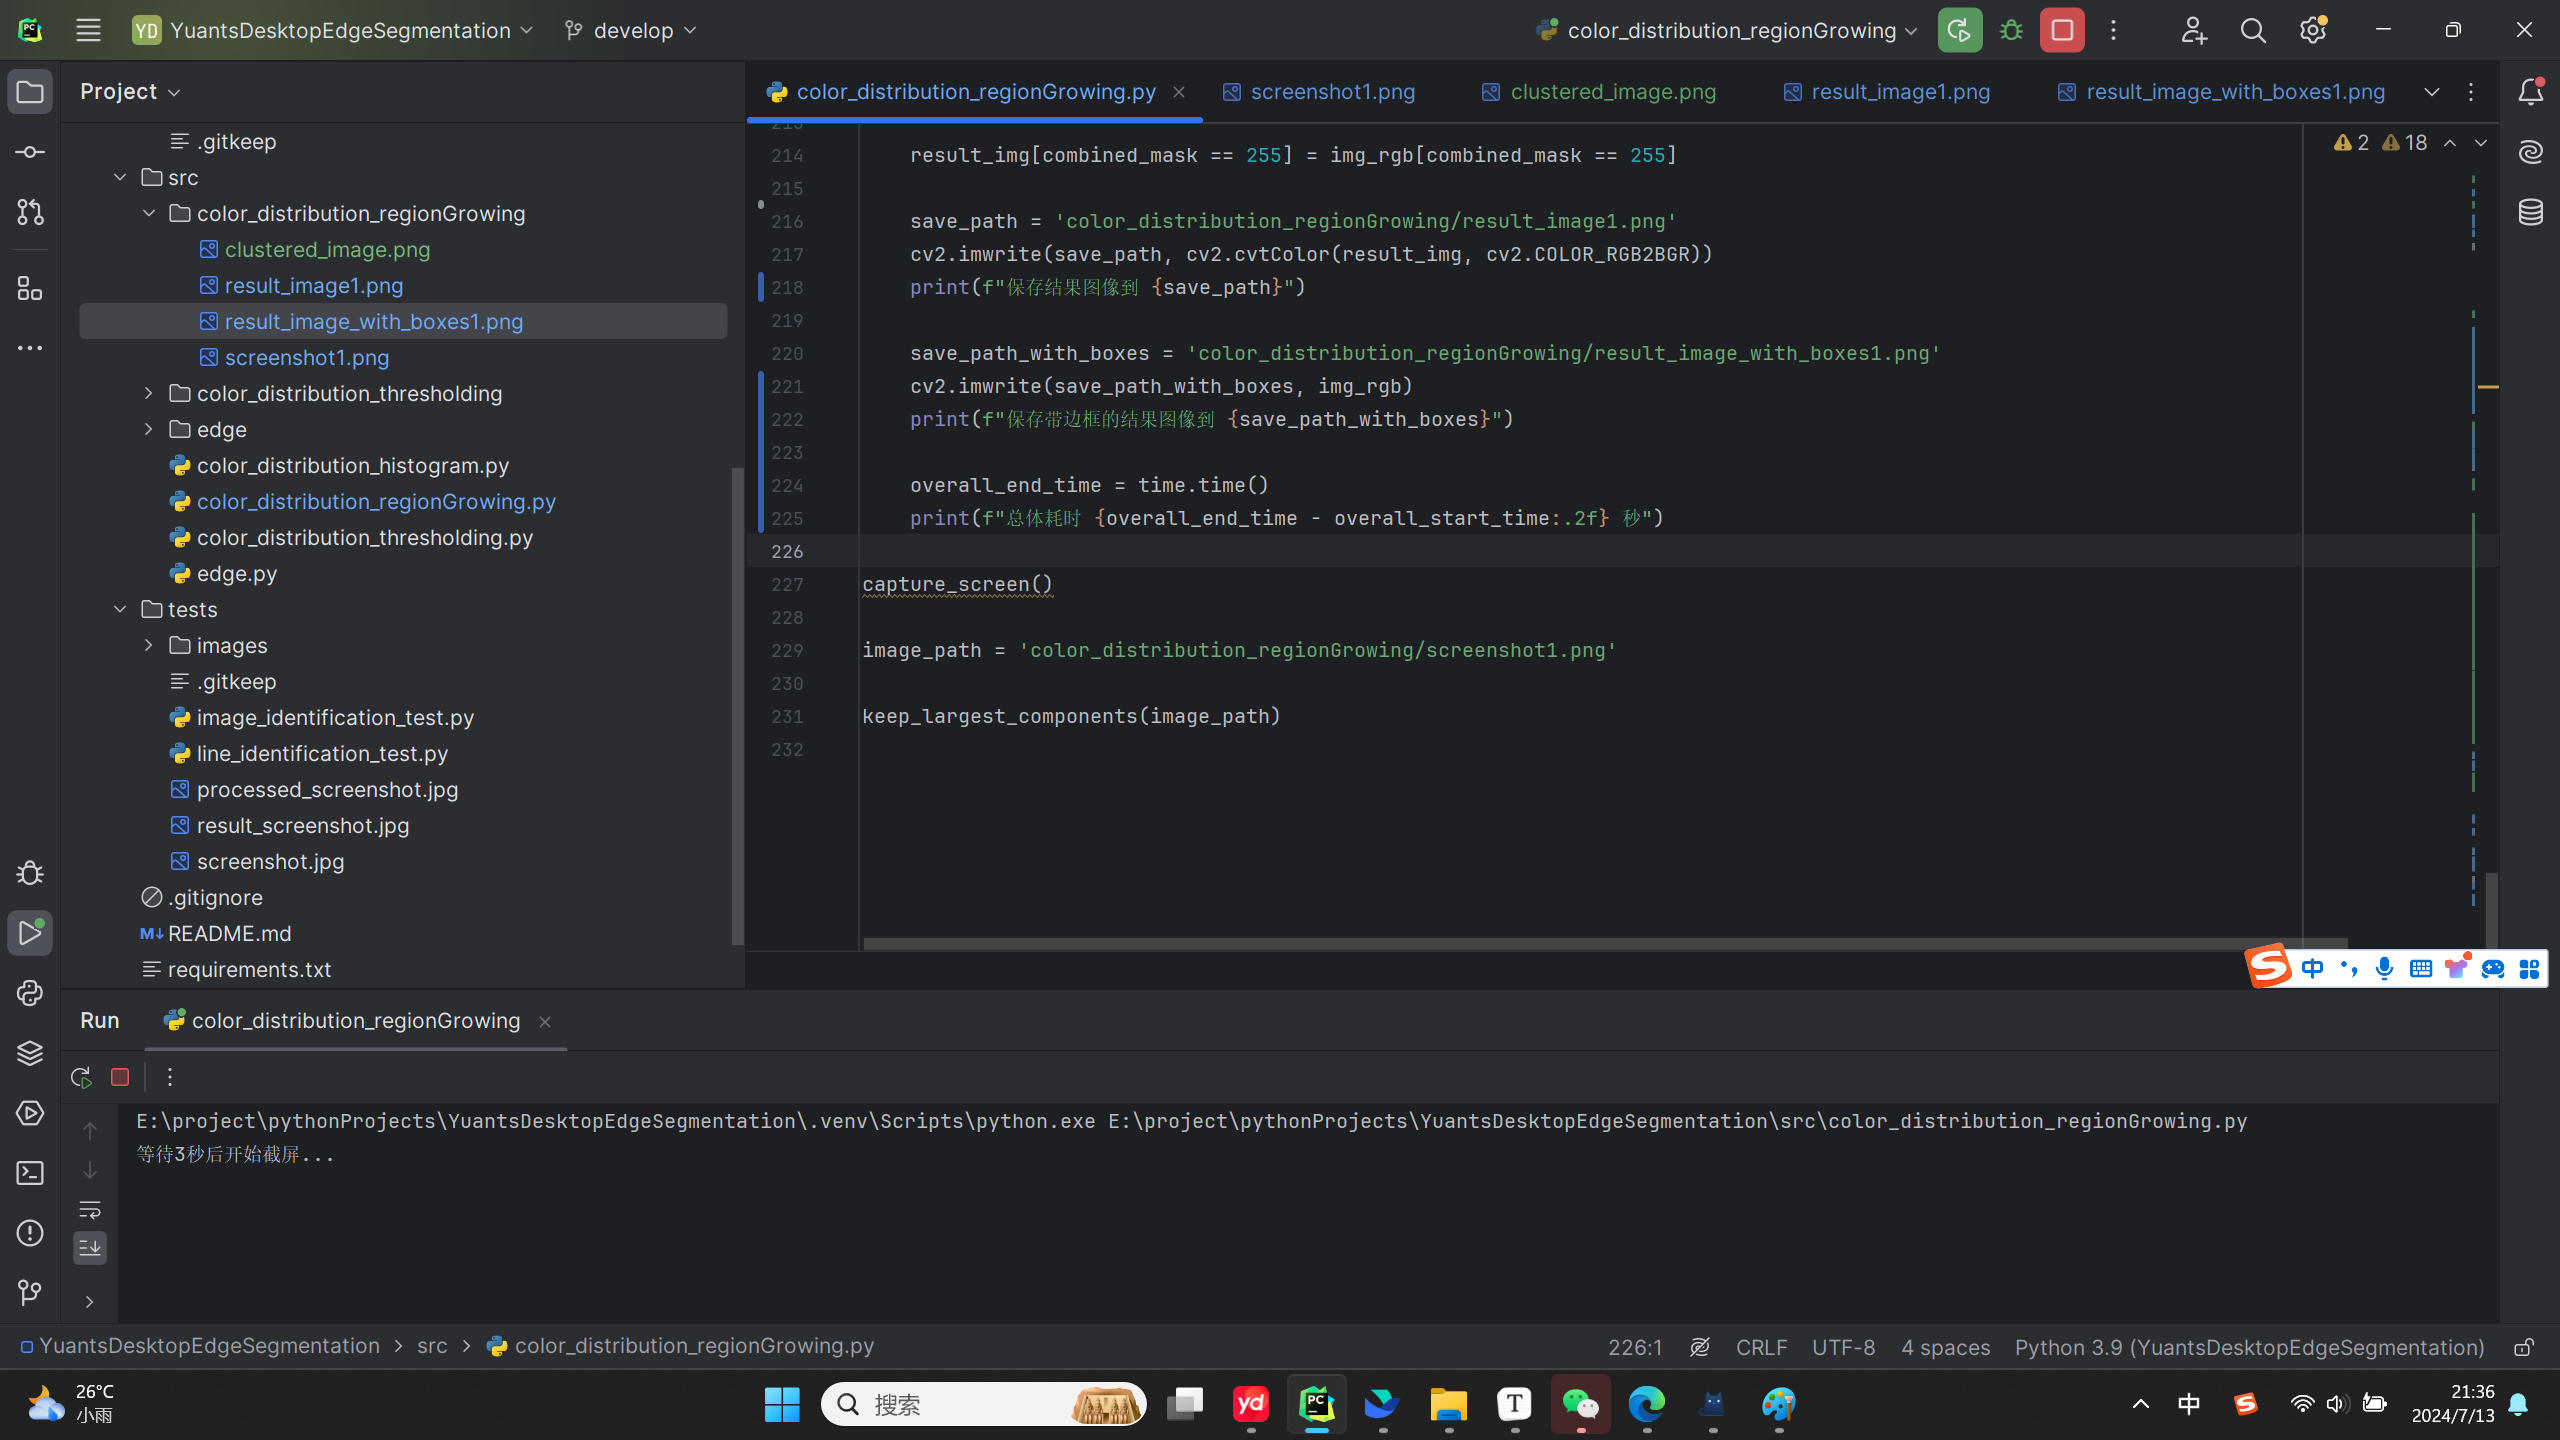 YD YuantsDesktopEdgeSegmentation develop color_distribution_regionGrowing
Project
.gitkeep
src
color_distribution_regionGrowing
clustered_image.png
result_image1.png
result_image_with_boxes1.png
screenshot1.png
color_distribution_thresholding
edge
color_distribution_histogram.py
color_distribution_regionGrowing.py
color_distribution_thresholding.py
edge.py
tests
images
.gitkeep
image_identification_test.py
line_identification_test.py
processed_screenshot.jpg
result_screenshot.jpg
screenshot.jpg
.gitignore
README.md
requirements.txt
color_distribution_regionGrowing.py screenshot1.png clustered_image.png result_image1.png result_image_with_boxes1.png
2 18
214 result_img[combined_mask == 255] = img_rgb[combined_mask == 255]
215
216 save_path = 'color_distribution_regionGrowing/result_image1.png'
217 cv2.imwrite(save_path, cv2.cvtColor(result_img, cv2.COLOR_RGB2BGR))
218 print(f"保存结果图像到 {save_path}")
219
220 save_path_with_boxes = 'color_distribution_regionGrowing/result_image_with_boxes1.png'
221 cv2.imwrite(save_path_with_boxes, img_rgb)
222 print(f"保存带边框的结果图像到 {save_path_with_boxes}")
223
224 overall_end_time = time.time()
225 print(f"总体耗时 {overall_end_time - overall_start_time:.2f} 秒")
226
227 capture_screen()
228
229 image_path = 'color_distribution_regionGrowing/screenshot1.png'
230
231 keep_largest_components(image_path)
232
中
Run color_distribution_regionGrowing
E:\project\pythonProjects\YuantsDesktopEdgeSegmentation\.venv\Scripts\python.exe E:\project\pythonProjects\YuantsDesktopEdgeSegmentation\src\color_distribution_regionGrowing.py
等待3秒后开始截屏...
YuantsDesktopEdgeSegmentation > src > color_distribution_regionGrowing.py 226:1 CRLF UTF-8 4 spaces Python 3.9 (YuantsDesktopEdgeSegmentation)
26°C
小雨
搜索
中
21:36
2024/7/13